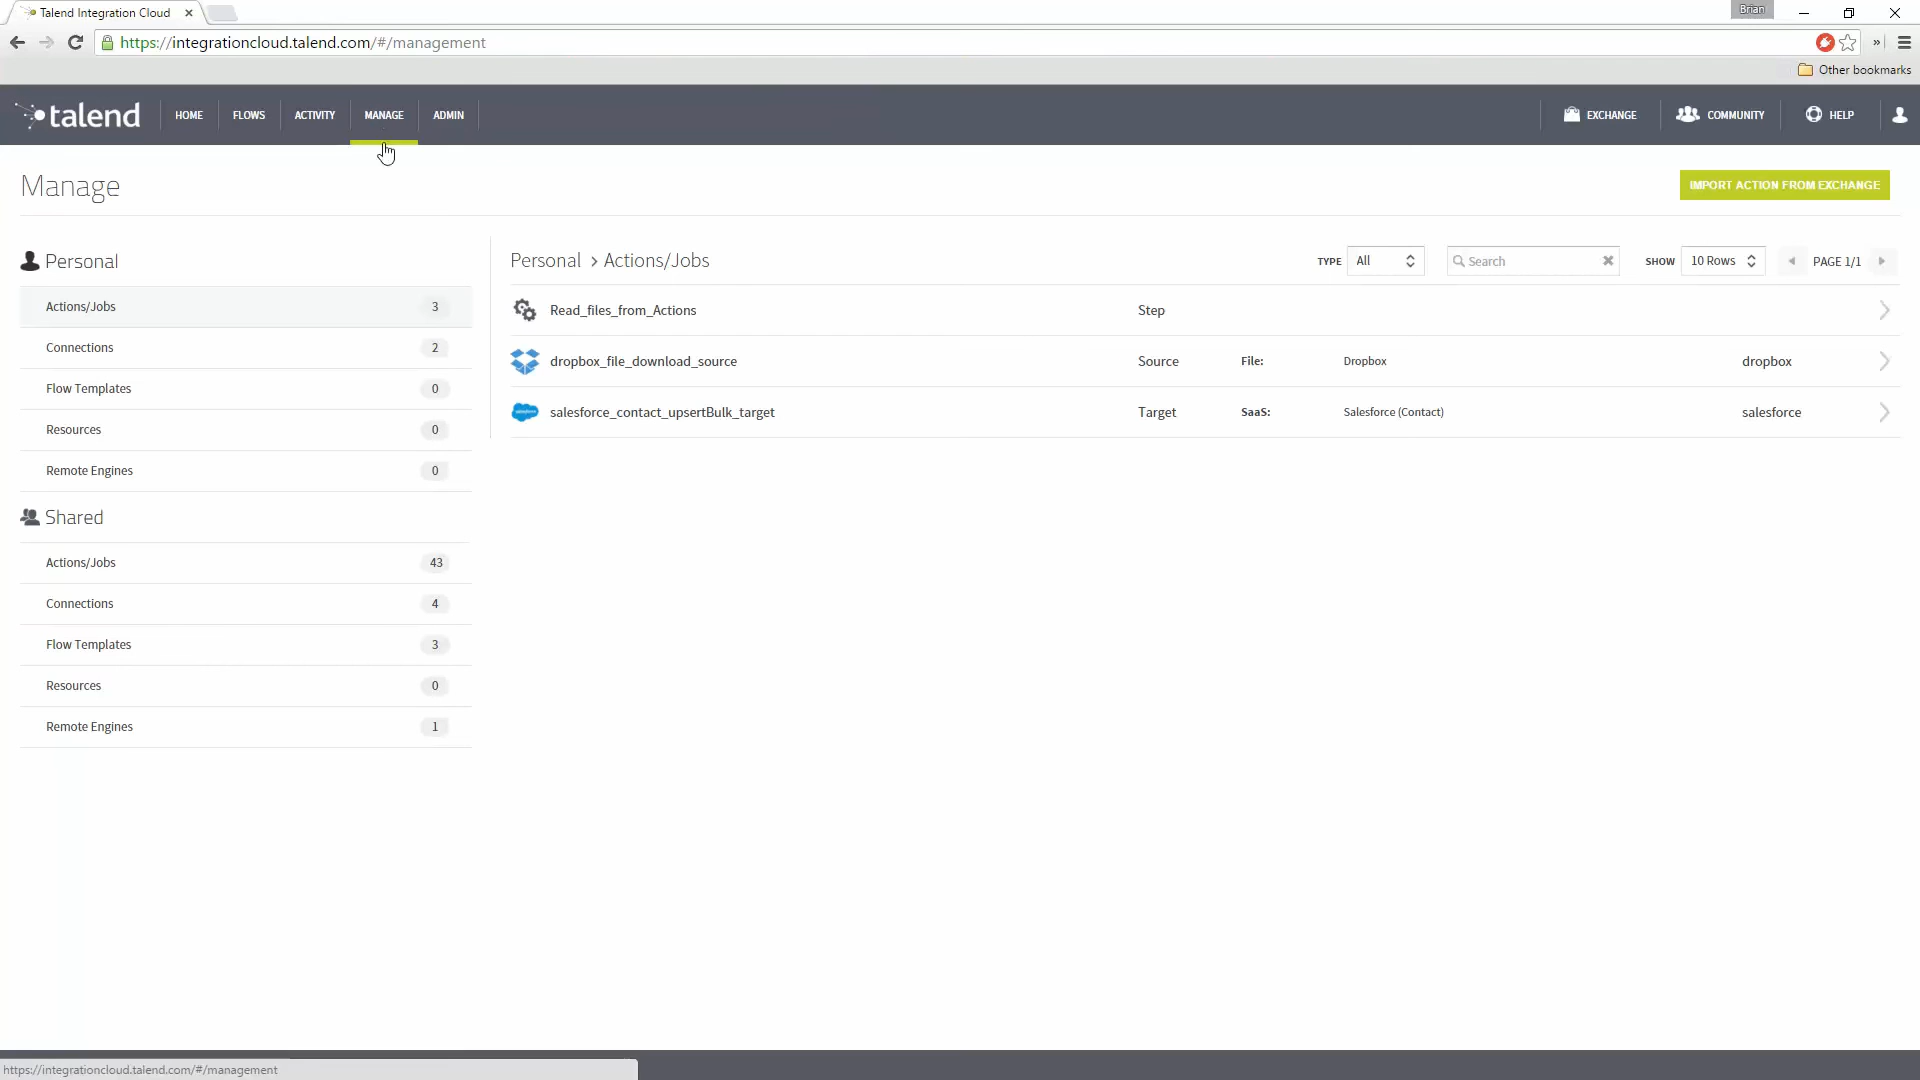 Talend Integration Cloud
Brian
https://integrationcloud.talend.com/#/management
»
Other bookmarks
talend HOME FLOWS ACTIVITY MANAGE ADMIN EXCHANGE COMMUNITY HELP
Manage
IMPORT ACTION FROM EXCHANGE
Personal
Actions/Jobs 3
Connections 2
Flow Templates 0
Resources 0
Remote Engines 0
Shared
Actions/Jobs 43
Connections 4
Flow Templates 3
Resources 0
Remote Engines 1
Personal > Actions/Jobs TYPE All Search SHOW 10 Rows PAGE 1/1
Read_files_from_Actions Step
dropbox_file_download_source Source File: Dropbox dropbox
salesforce_contact_upsertBulk_target Target SaaS: Salesforce (Contact) salesforce
https://integrationcloud.talend.com/#/management